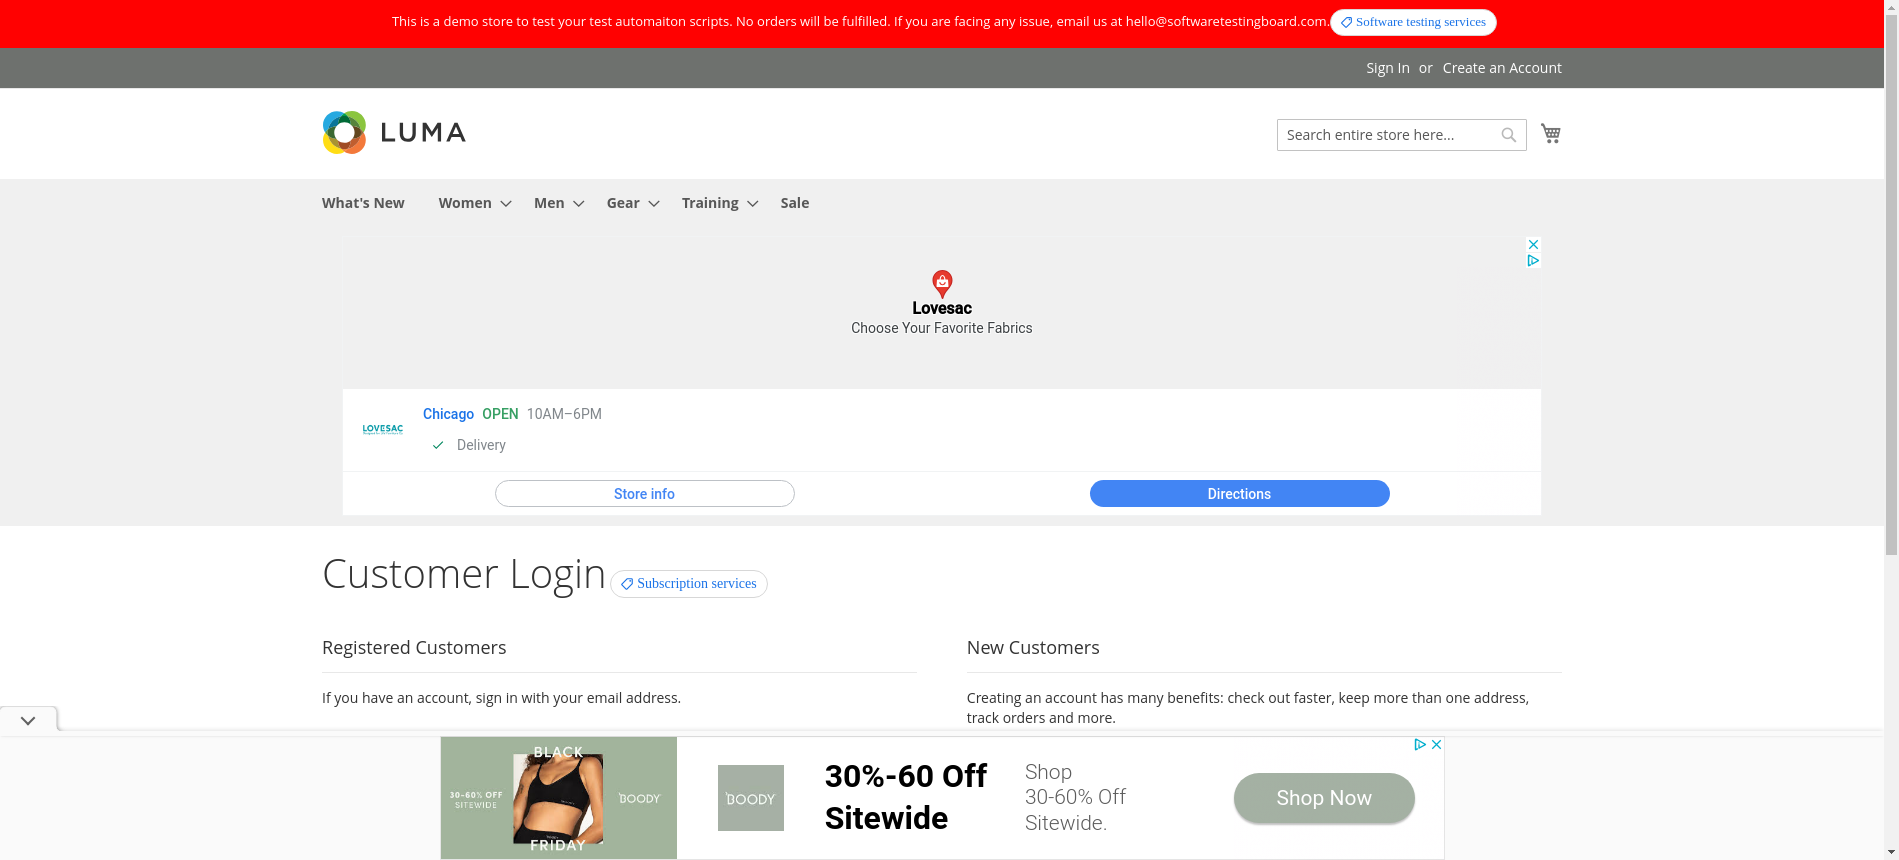 This is a demo store to test your test automaiton scripts. No orders will be fulfilled. If you are facing any issue, email us at hello@softwaretestingboard.com. Software testing services
Sign In or Create an Account
LUMA
Search entire store here...
What's New Women Men Gear Training Sale
Lovesac
Choose Your Favorite Fabrics
LOVESAC
Chicago OPEN 10AM–6PM
Delivery
Store info Directions
Customer Login Subscription services
Registered Customers
If you have an account, sign in with your email address.
New Customers
Creating an account has many benefits: check out faster, keep more than one address,
track orders and more.
BLACK
30-60% OFF
SITEWIDE
BOODY
FRIDAY
BOODY
30%-60 Off
Sitewide
Shop
30-60% Off
Sitewide.
Shop Now